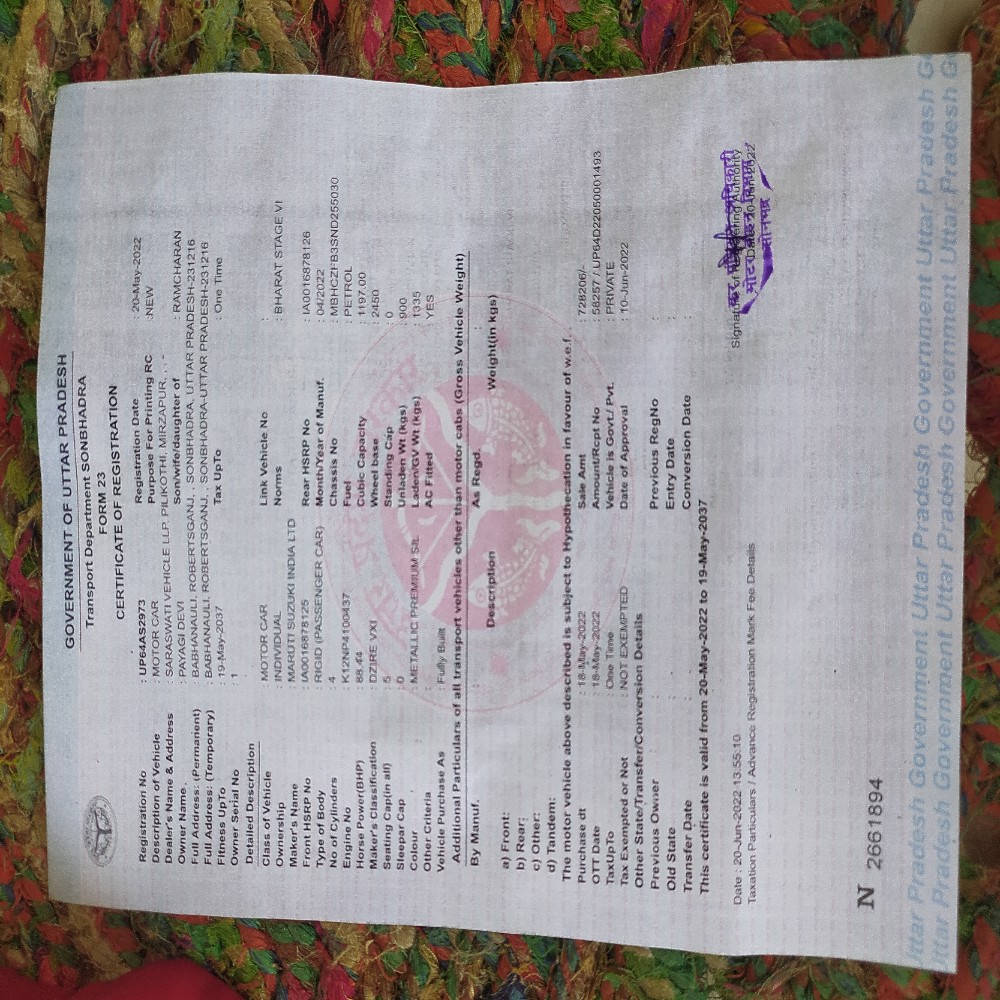 GOVERNMENT OF UTTAR PRADESH
Transport Department SONBHADRA
FORM 23
CERTIFICATE OF REGISTRATION
Registration No : UP64AS2973 Registration Date : 20-May-2022
Description of Vehicle : MOTOR CAR Purpose For Printing RC :NEW
Dealer's Name & Address : SARASWATI VEHICLE LLP, PILIKOTHI, MIRZAPUR, , , -
Owner Name : PAYAGI DEVI Son/wife/daughter of : RAMCHARAN
Full Address: (Permanent) : BABHANAULI, ROBERTSGANJ, , SONBHADRA, UTTAR PRADESH-231216
Full Address: (Temporary) : BABHANAULI, ROBERTSGANJ, , SONBHADRA-UTTAR PRADESH-231216
Fitness UpTo : 19-May-2037 Tax UpTo : One Time
Owner Serial No : 1
Detailed Description
Class of Vehicle : MOTOR CAR Link Vehicle No :
Ownership : INDIVIDUAL Norms : BHARAT STAGE VI
Maker's Name : MARUTI SUZUKI INDIA LTD
Front HSRP No : IA0016878125 Rear HSRP No : IA0016878126
Type of Body : RIGID (PASSENGER CAR) Month/Year of Manuf. : 04/2022
No of Cylinders : 4 Chassis No : MBHCZFB3SND255030
Engine No : K12NP4100437 Fuel : PETROL
Horse Power(BHP) : 88.44 Cubic Capacity : 1197.00
Maker's Classification : DZIRE VXI Wheel base : 2450
Seating Cap(in all) : 5 Standing Cap : 0
Sleepar Cap : 0 Unladen Wt (kgs) : 900
Colour : METALLIC PREMIUM SIL Laden/GV Wt (kgs) : 1335
Other Criteria : AC Fitted : YES
Vehicle Purchase As : Fully Built
Additional Particulars of all transport vehicles other than motor cabs (Gross Vehicle Weight)
By Manuf. : As Regd. :
Description Weight(in kgs)
a) Front:
b) Rear:
c) Other:
d) Tandem:
The motor vehicle above described is subject to Hypothecation in favour of w.e.f. .
Purchase dt : 18-May-2022 Sale Amt : 728206/-
OTT Date : 18-May-2022 Amount/Rcpt No : 58257 / UP64D22050001493
TaxUpTo : One Time Vehicle is Govt./ Pvt. : PRIVATE
Tax Exempted or Not : NOT EXEMPTED Date of Approval : 10-Jun-2022
Other State/Transfer/Conversion Details
Previous Owner : Previous RegNo :
Old State : Entry Date :
Transfer Date : Conversion Date :
This certificate is valid from 20-May-2022 to 19-May-2037
Date : 20-Jun-2022 13:55:10
Signature of Registering Authority
Taxation Particulars / Advance Registration Mark Fee Details
सोनभद्र
N 2661894
Uttar Pradesh Government Uttar Pradesh Government Uttar Pradesh
Uttar Pradesh Government Uttar Pradesh Government Uttar Pradesh